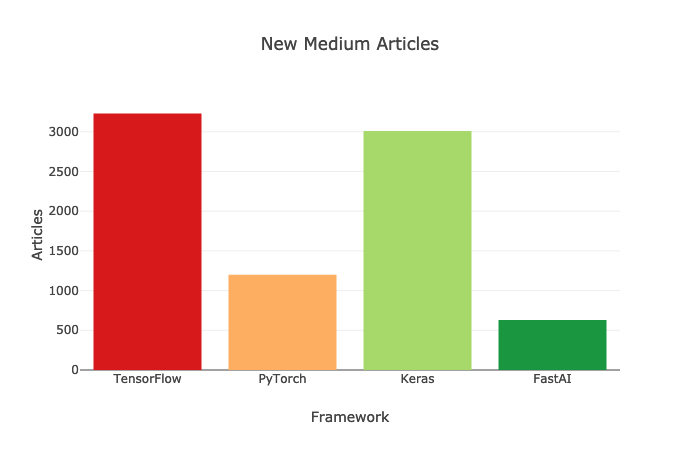 New Medium Articles
3000
2500
2000
1500
1000
500
0
Articles
TensorFlow
PyTorch
Keras
FastAI
Framework